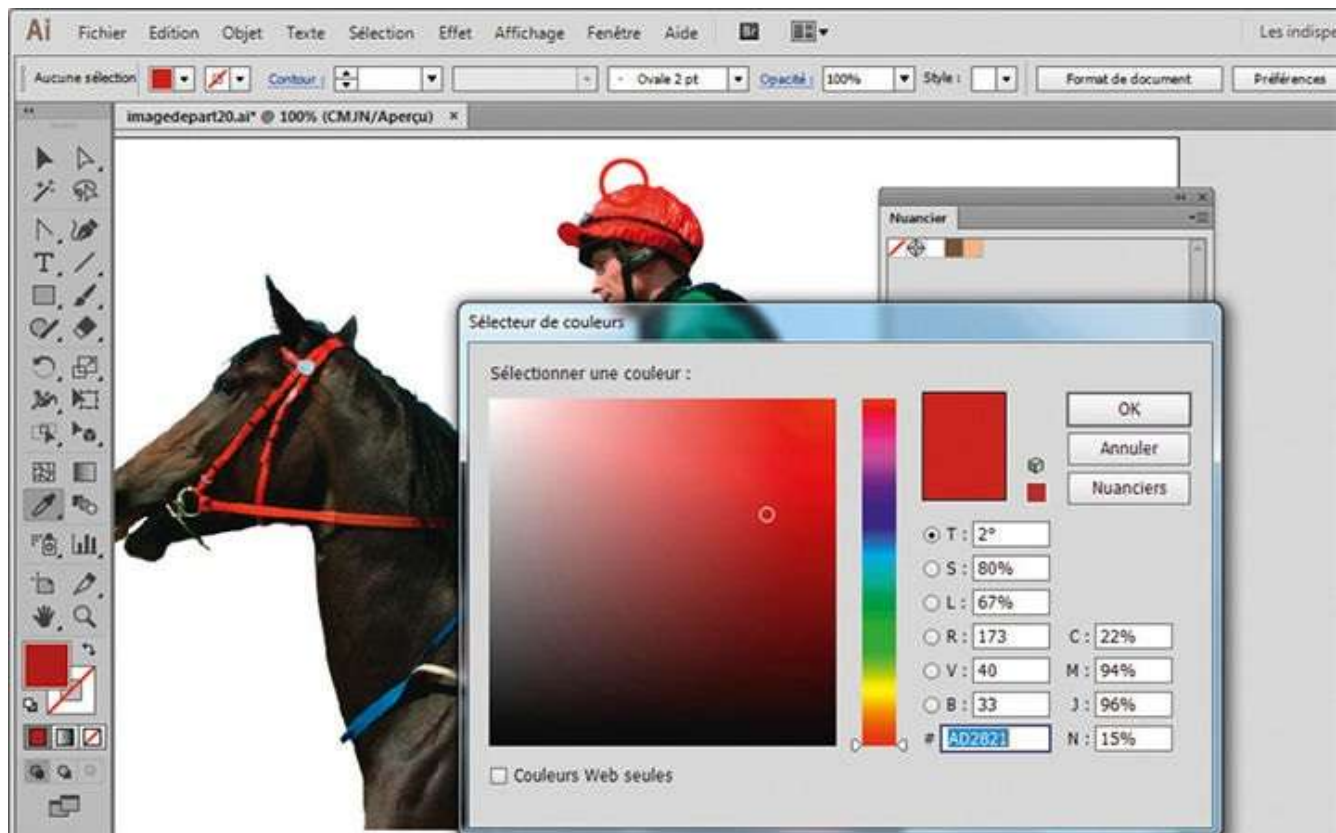 Ai Fichier Edition Objet Texte Sélection Effet Affichage Fenêtre Aide Br Les indispe
Aucune sélection Contour : Ovale 2 pt Opacité : 100% Style : Format de document Préférences
imagedepart20.ai* @ 100% (CMJN/Aperçu) ×
Nuancier
Sélecteur de couleurs
Sélectionner une couleur :
OK
Annuler
Nuanciers
T : 2°
S : 80%
L : 67%
R : 173 C : 22%
V : 40 M : 94%
B : 33 J : 96%
# AD2821 N : 15%
Couleurs Web seules